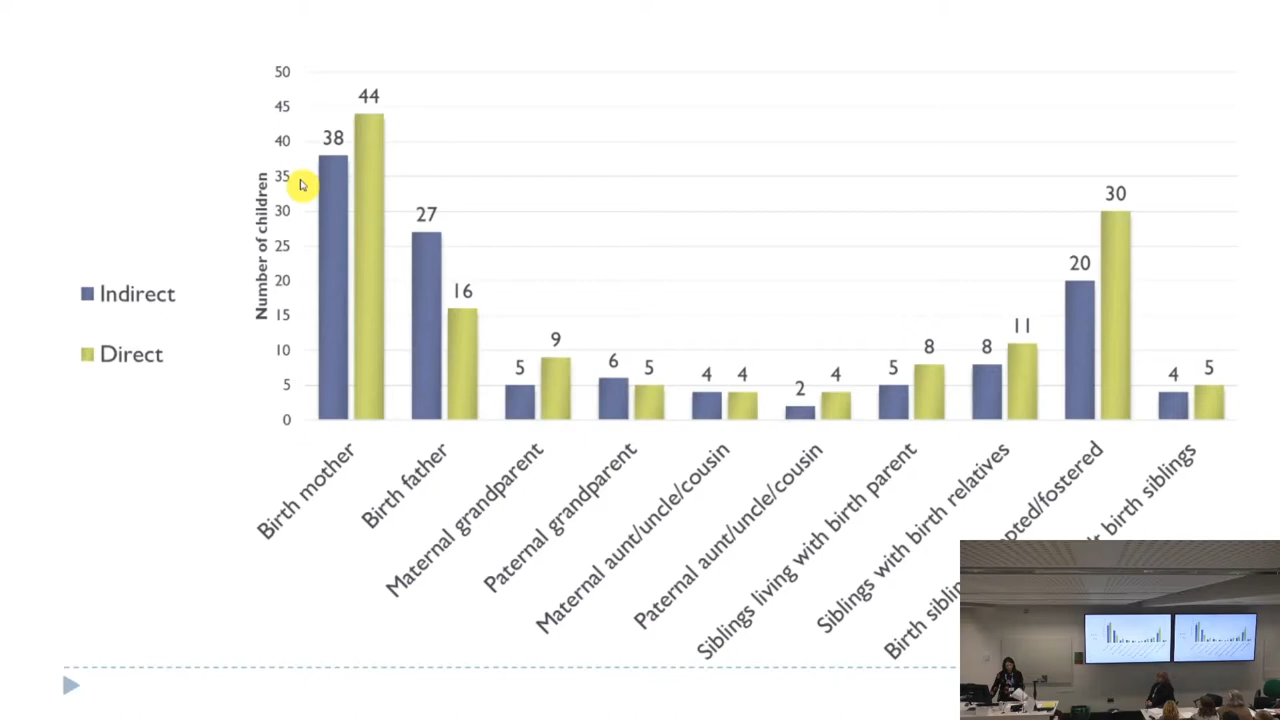 50
45
40
35
30
25
20
15
10
5
0
Number of children
38
44
27
16
5
9
6
5
4
4
2
4
5
8
8
11
20
30
4
5
Indirect
Direct
Birth mother
Birth father
Maternal grandparent
Paternal grandparent
Maternal aunt/uncle/cousin
Paternal aunt/uncle/cousin
Siblings living with birth parent
Siblings with birth relatives
Birth
birth siblings